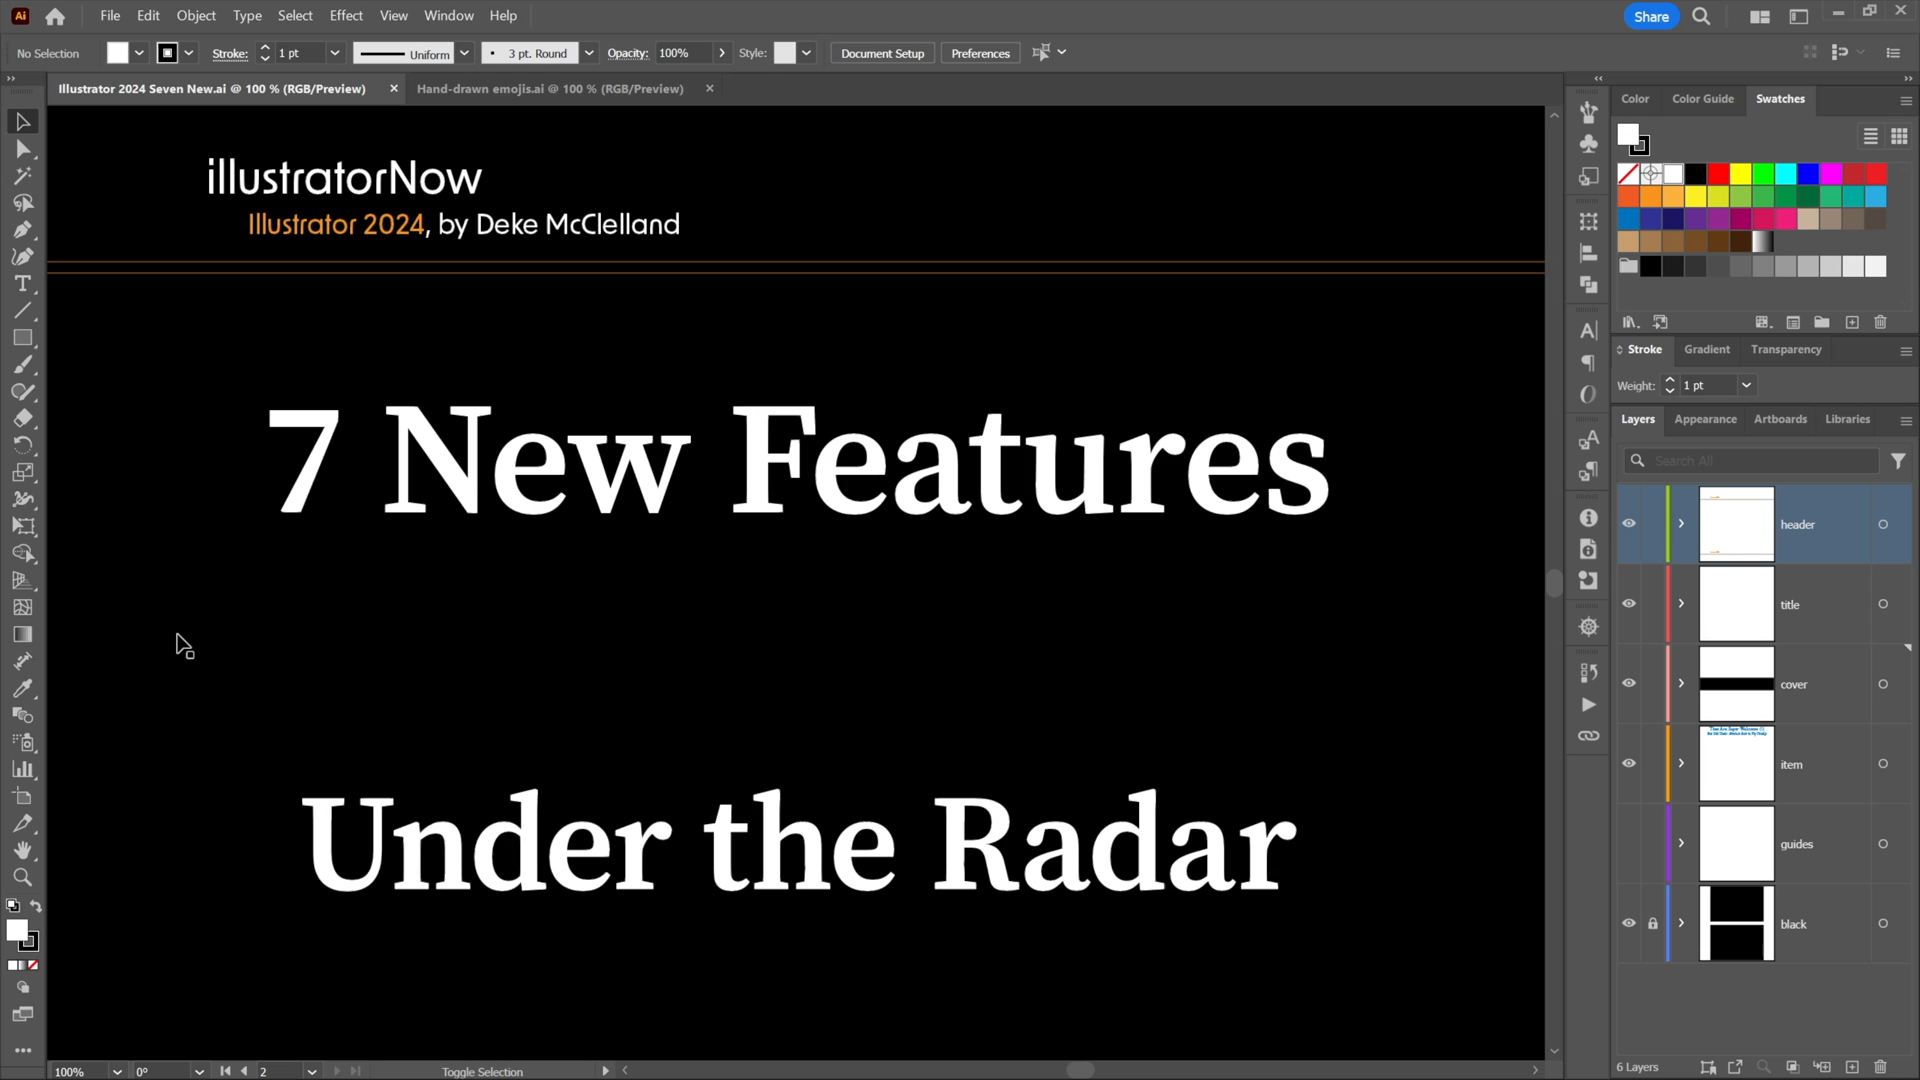 File Edit Object Type Select Effect View Window Help Share
No Selection Stroke: 1 pt Uniform 3 pt. Round Opacity: 100% Style: Document Setup Preferences
Illustrator 2024 Seven New.ai @ 100 % (RGB/Preview) Hand-drawn emojis.ai @ 100 % (RGB/Preview)
Color Color Guide Swatches
illustratorNow
Illustrator 2024, by Deke McClelland
7 New Features
Under the Radar
Stroke Gradient Transparency
Weight: 1 pt
Layers Appearance Artboards Libraries
Search All
header
title
cover
item
guides
black
100% 0° 2 Toggle Selection
6 Layers